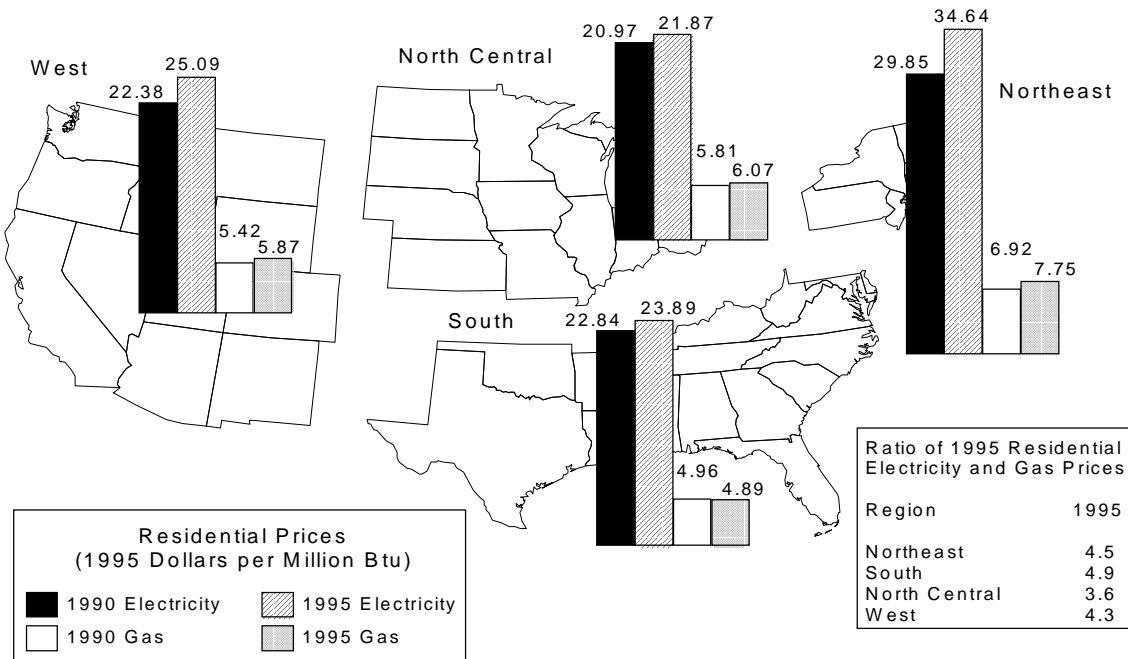 West
22.38
25.09
5.42
5.87
North Central
20.97
21.87
5.81
6.07
Northeast
29.85
34.64
6.92
7.75
South
22.84
23.89
4.96
4.89
Residential Prices
(1995 Dollars per Million Btu)
1990 Electricity
1995 Electricity
1990 Gas
1995 Gas
Ratio of 1995 Residential
Electricity and Gas Prices
Region 1995
Northeast 4.5
South 4.9
North Central 3.6
West 4.3